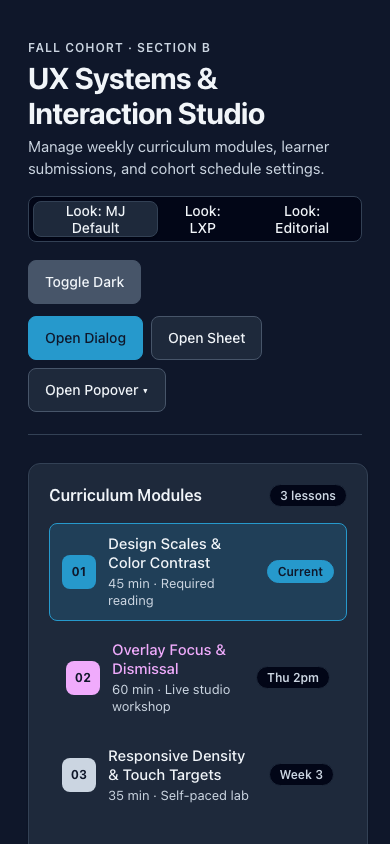 FALL COHORT · SECTION B
UX Systems &
Interaction Studio
Manage weekly curriculum modules, learner
submissions, and cohort schedule settings.
Look: MJ
Default
Look:
LXP
Look:
Editorial
Toggle Dark
Open Dialog
Open Sheet
Open Popover ▾
Curriculum Modules
3 lessons
01
Design Scales &
Color Contrast
45 min · Required
reading
Current
02
Overlay Focus &
Dismissal
60 min · Live studio
workshop
Thu 2pm
03
Responsive Density
& Touch Targets
35 min · Self-paced lab
Week 3